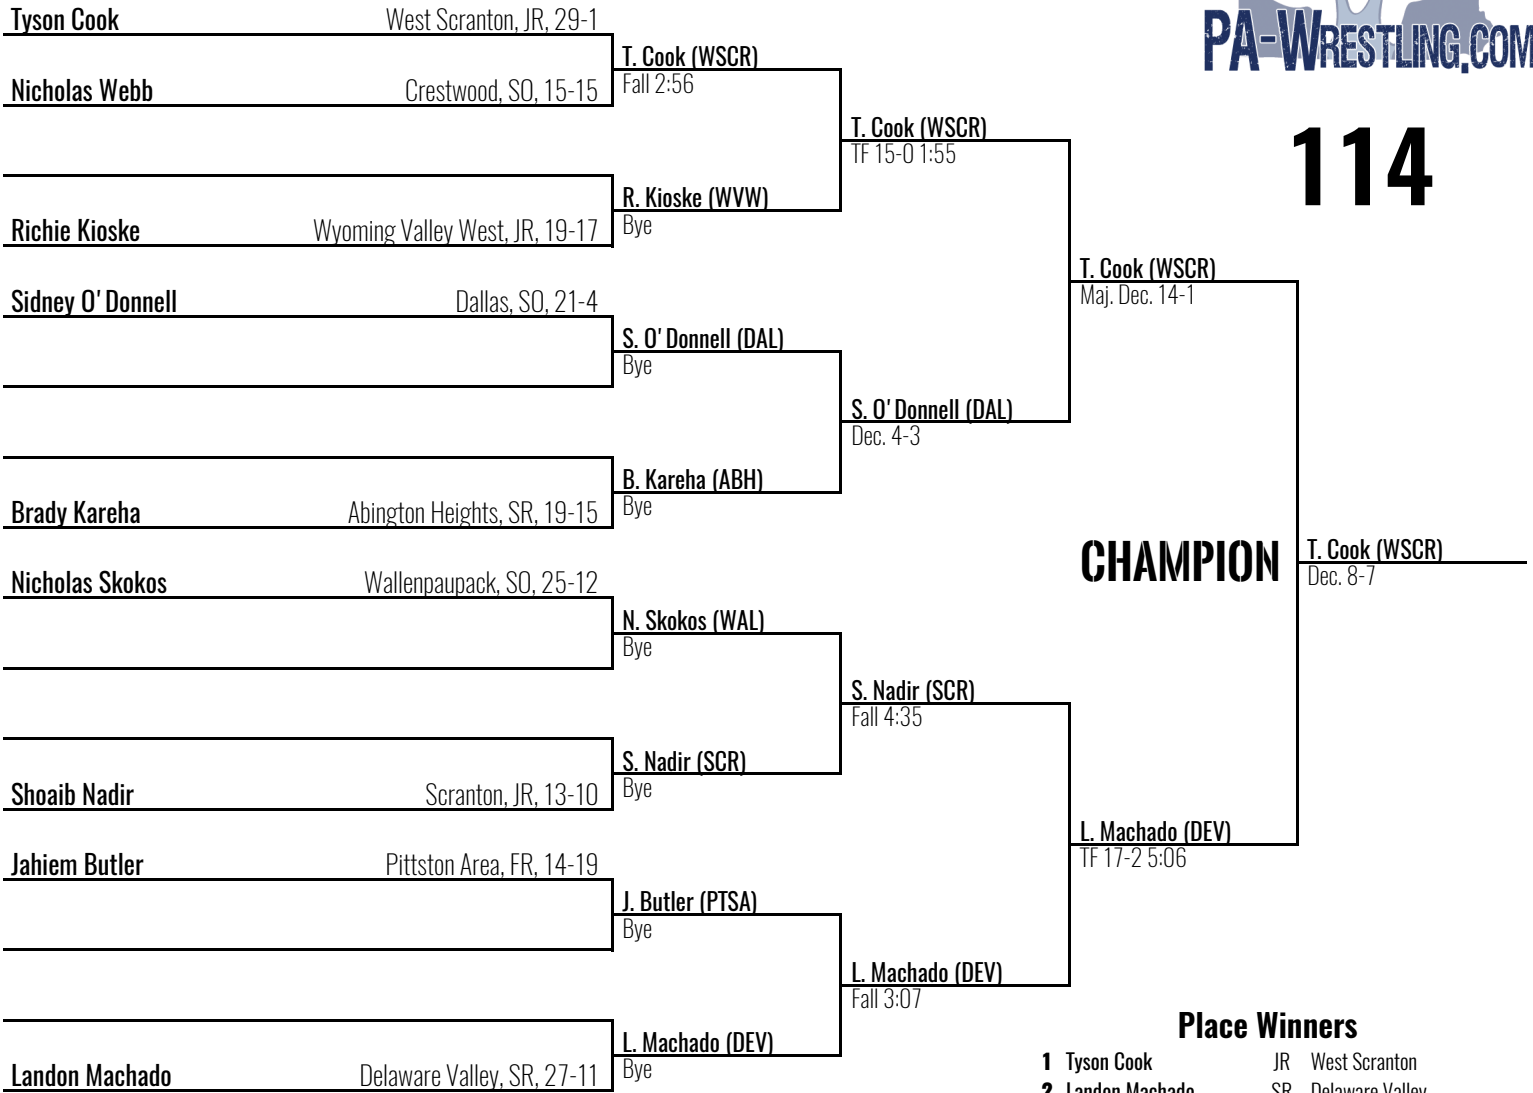 PA-WRESTLING.COM
114
Tyson Cook West Scranton, JR, 29-1
T. Cook (WSCR)
Fall 2:56
Nicholas Webb Crestwood, SO, 15-15
T. Cook (WSCR)
TF 15-0 1:55
R. Kioske (WVW)
Bye
Richie Kioske Wyoming Valley West, JR, 19-17
T. Cook (WSCR)
Maj. Dec. 14-1
Sidney O'Donnell Dallas, SO, 21-4
S. O'Donnell (DAL)
Bye
S. O'Donnell (DAL)
Dec. 4-3
B. Kareha (ABH)
Bye
Brady Kareha Abington Heights, SR, 19-15
CHAMPION
T. Cook (WSCR)
Dec. 8-7
Nicholas Skokos Wallenpaupack, SO, 25-12
N. Skokos (WAL)
Bye
S. Nadir (SCR)
Fall 4:35
S. Nadir (SCR)
Bye
Shoaib Nadir Scranton, JR, 13-10
L. Machado (DEV)
TF 17-2 5:06
Jahiem Butler Pittston Area, FR, 14-19
J. Butler (PTSA)
Bye
L. Machado (DEV)
Fall 3:07
L. Machado (DEV)
Bye
Landon Machado Delaware Valley, SR, 27-11
Place Winners
1 Tyson Cook JR West Scranton
2 Landon Machado SR Delaware Valley